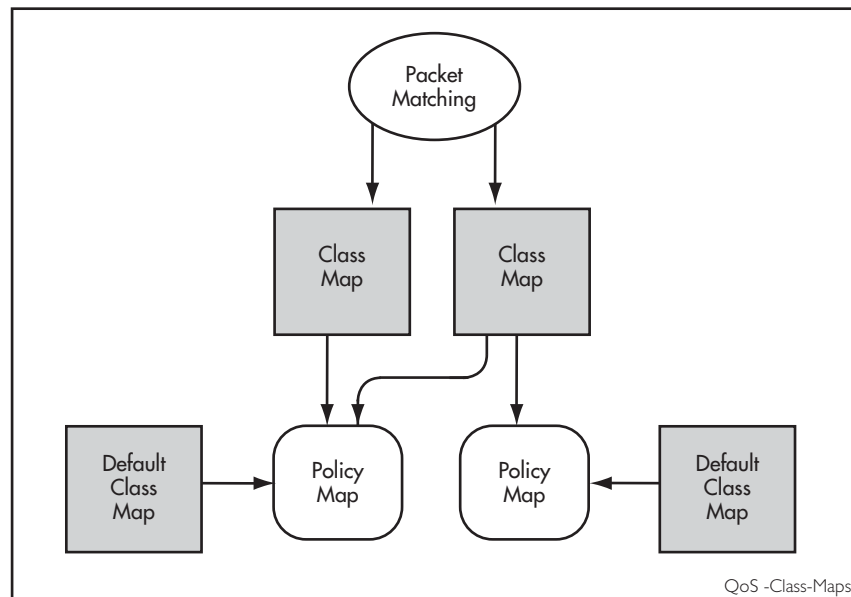 Packet
Matching
Class
Map
Class
Map
Default
Class
Map
Policy
Map
Policy
Map
Default
Class
Map
QoS -Class-Maps